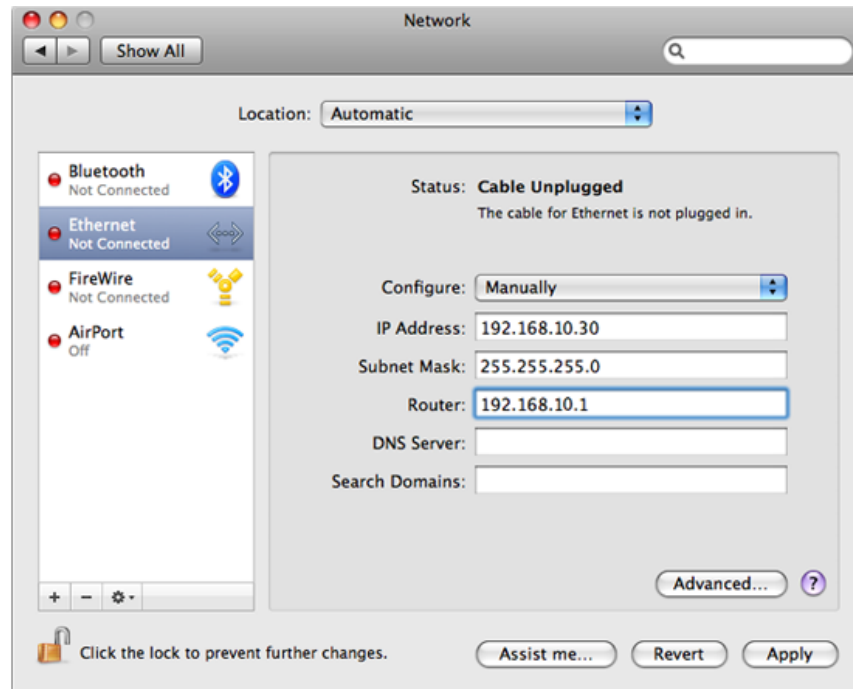 Network
Show All
Location: Automatic
Bluetooth
Not Connected
Ethernet
Not Connected
FireWire
Not Connected
AirPort
Off
Status: Cable Unplugged
The cable for Ethernet is not plugged in.
Configure: Manually
IP Address: 192.168.10.30
Subnet Mask: 255.255.255.0
Router: 192.168.10.1
DNS Server:
Search Domains:
Advanced... ?
+ −
Click the lock to prevent further changes.
Assist me... Revert Apply